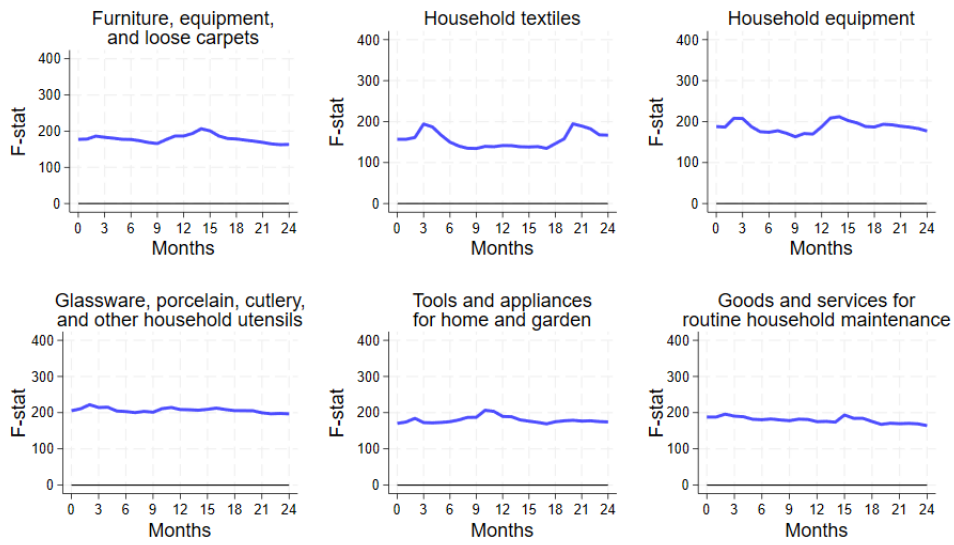 Furniture, equipment,
and loose carpets
400
300
200
100
0
F-stat
0 3 6 9 12 15 18 21 24
Months
Household textiles
400
300
200
100
0
F-stat
0 3 6 9 12 15 18 21 24
Months
Household equipment
400
300
200
100
0
F-stat
0 3 6 9 12 15 18 21 24
Months
Glassware, porcelain, cutlery,
and other household utensils
400
300
200
100
0
F-stat
0 3 6 9 12 15 18 21 24
Months
Tools and appliances
for home and garden
400
300
200
100
0
F-stat
0 3 6 9 12 15 18 21 24
Months
Goods and services for
routine household maintenance
400
300
200
100
0
F-stat
0 3 6 9 12 15 18 21 24
Months